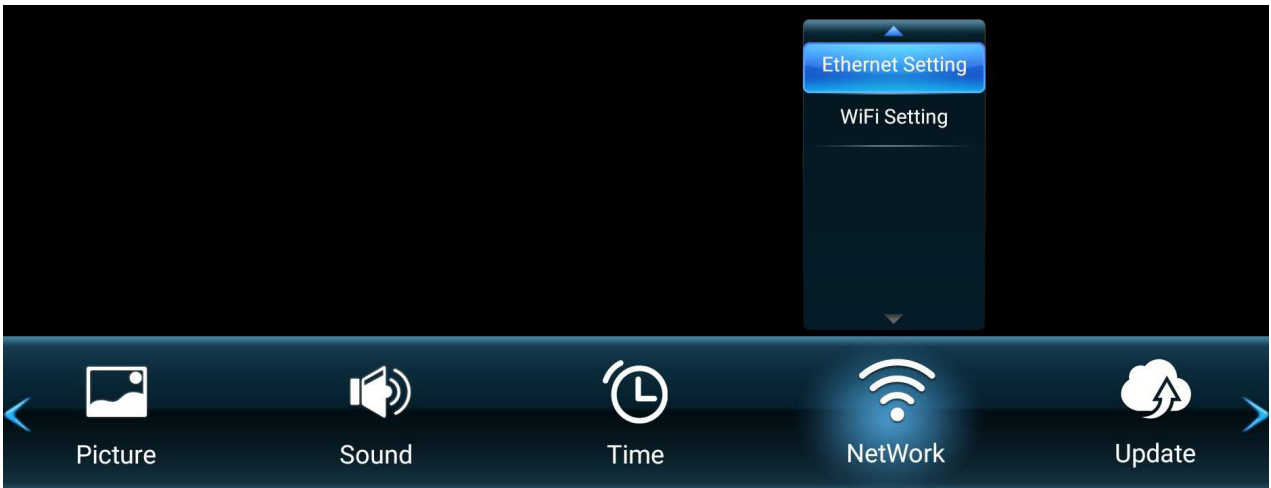 Ethernet Setting
WiFi Setting
Picture
Sound
Time
NetWork
Update